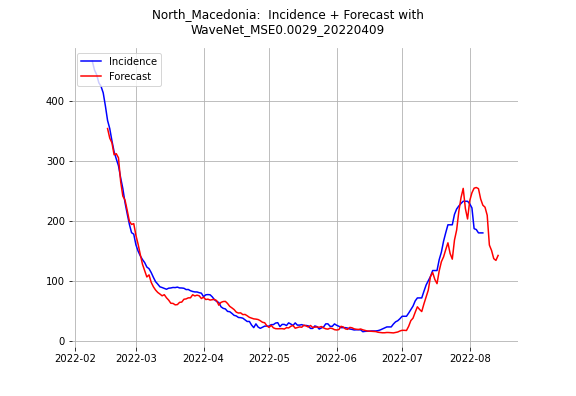 North_Macedonia:  Incidence + Forecast with
WaveNet_MSE0.0029_20220409
Incidence
Forecast
400
300
200
100
0
2022-02 2022-03 2022-04 2022-05 2022-06 2022-07 2022-08